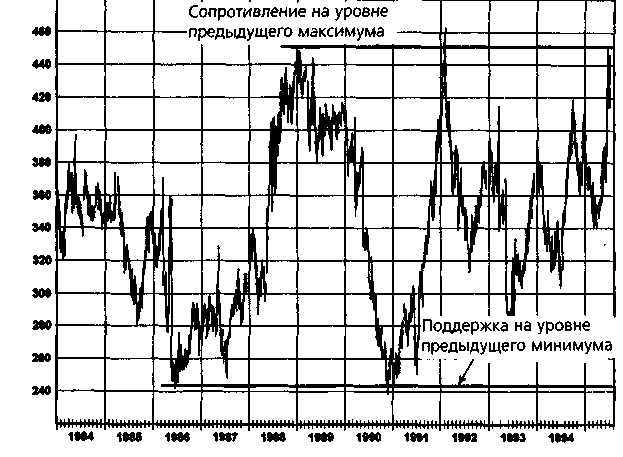 Сопротивление на уровне
предыдущего максимума
460
440
420
400
380
360
340
320
300
280
260
240
Поддержка на уровне
предыдущего минимума
1984 1985 1986 1987 1988 1989 1990 1991 1992 1993 1994